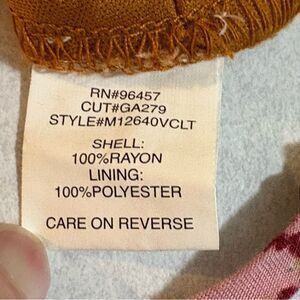 RN#96457
CUT#GA279
STYLE#M12640VCLT
SHELL:
100%RAYON
LINING:
100%POLYESTER
CARE ON REVERSE